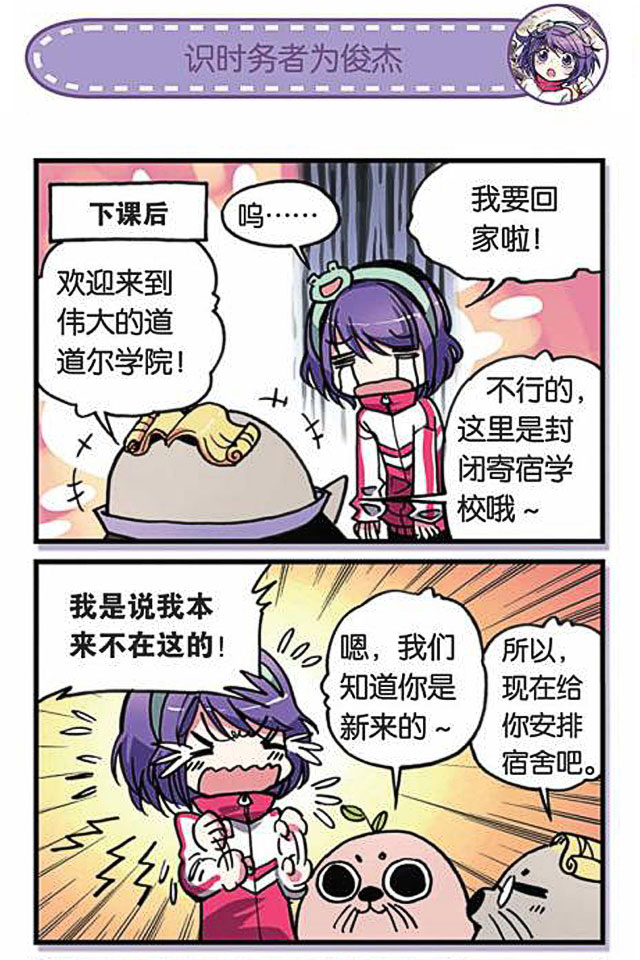 识时务者为俊杰
下课后
欢迎来到
伟大的道
道尔学院！
呜……
我要回
家啦！
不行的，
这里是封
闭寄宿学
校哦～
我是说我本
来不在这的！
嗯，我们
知道你是
新来的～
所以，
现在给
你安排
宿舍吧。